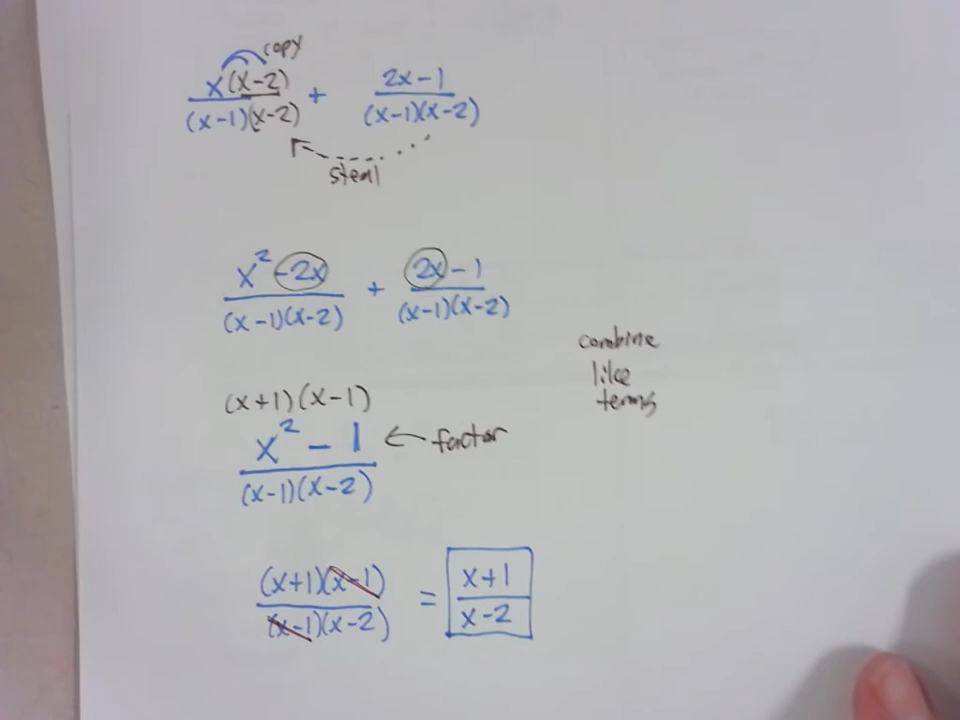 copy
x(x-2) / (x-1)(x-2) + 2x-1 / (x-1)(x-2)
steal
x² -2x / (x-1)(x-2) + 2x-1 / (x-1)(x-2)
combine
like
terms
(x+1)(x-1)
x² - 1 / (x-1)(x-2) ← factor
(x+1)(x-1) / (x-1)(x-2) = x+1 / x-2